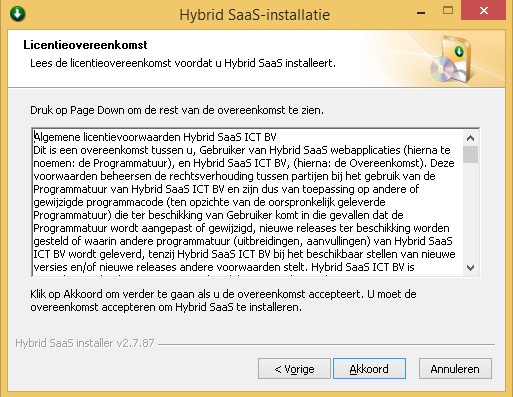 Hybrid SaaS-installatie
Licentieovereenkomst
Lees de licentieovereenkomst voordat u Hybrid SaaS installeert.
Druk op Page Down om de rest van de overeenkomst te zien.
Algemene licentievoorwaarden Hybrid SaaS ICT BV
Dit is een overeenkomst tussen u, Gebruiker van Hybrid SaaS webapplicaties (hierna te
noemen: de Programmatuur), en Hybrid SaaS ICT BV, (hierna: de Overeenkomst). Deze
voorwaarden beheersen de rechtsverhouding tussen partijen bij het gebruik van de
Programmatuur van Hybrid SaaS ICT BV en zijn dus van toepassing op andere of
gewijzigde programmacode (ten opzichte van de oorspronkelijk geleverde
Programmatuur) die ter beschikking van Gebruiker komt in die gevallen dat de
Programmatuur wordt aangepast of gewijzigd, nieuwe releases ter beschikking worden
gesteld of waarin andere programmatuur (uitbreidingen, aanvullingen) van Hybrid SaaS
ICT BV wordt geleverd, tenzij Hybrid SaaS ICT BV bij het beschikbaar stellen van nieuwe
versies en/of nieuwe releases andere voorwaarden stelt. Hybrid SaaS ICT BV is
Klik op Akkoord om verder te gaan als u de overeenkomst accepteert. U moet de
overeenkomst accepteren om Hybrid SaaS te installeren.
Hybrid SaaS installer v2.7.87
< Vorige
Akkoord
Annuleren